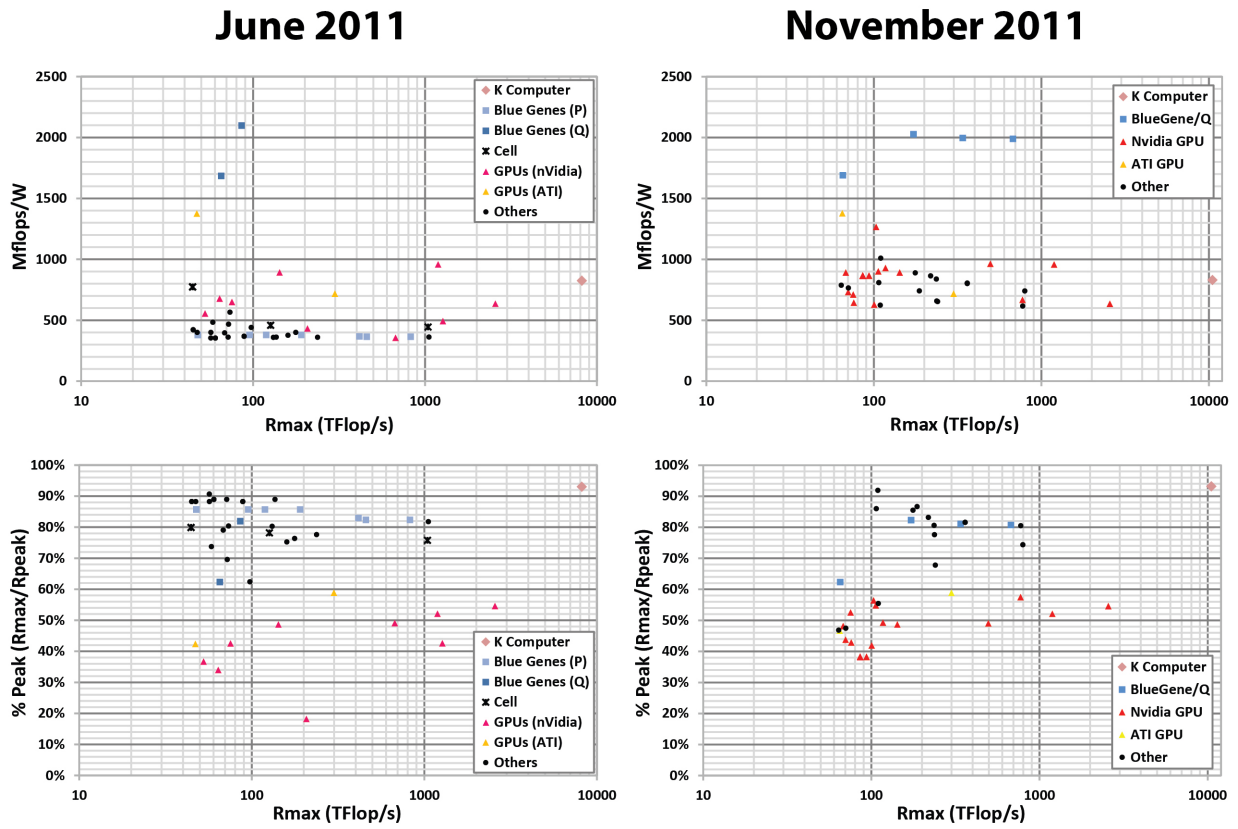 June 2011
November 2011
2500
2000
1500
1000
500
0
Mflops/W
10
100
1000
10000
Rmax (TFlop/s)
K Computer
Blue Genes (P)
Blue Genes (Q)
Cell
GPUs (nVidia)
GPUs (ATI)
Others
2500
2000
1500
1000
500
0
Mflops/W
10
100
1000
10000
Rmax (TFlop/s)
K Computer
BlueGene/Q
Nvidia GPU
ATI GPU
Other
100%
90%
80%
70%
60%
50%
40%
30%
20%
10%
0%
% Peak (Rmax/Rpeak)
10
100
1000
10000
Rmax (TFlop/s)
K Computer
Blue Genes (P)
Blue Genes (Q)
Cell
GPUs (nVidia)
GPUs (ATI)
Others
100%
90%
80%
70%
60%
50%
40%
30%
20%
10%
0%
% Peak (Rmax/Rpeak)
10
100
1000
10000
Rmax (TFlop/s)
K Computer
BlueGene/Q
Nvidia GPU
ATI GPU
Other